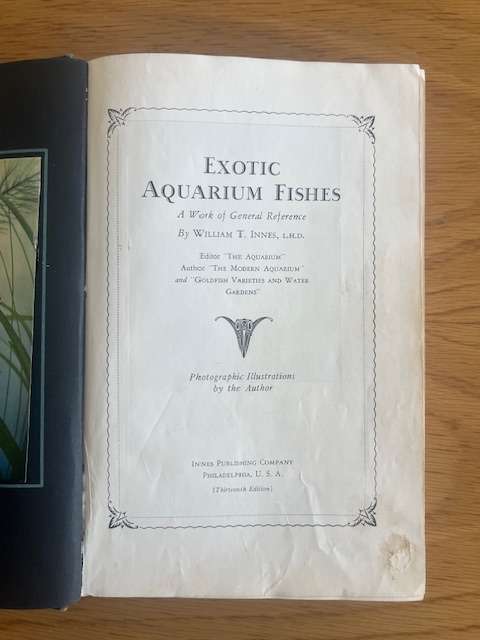 EXOTIC
AQUARIUM FISHES
A Work of General Reference
By WILLIAM T. INNES, L.H.D.
Editor "THE AQUARIUM"
Author "THE MODERN AQUARIUM"
and "GOLDFISH VARIETIES AND WATER
GARDENS"
Photographic Illustrations
by the Author
INNES PUBLISHING COMPANY
PHILADELPHIA, U. S. A.
[Thirteenth Edition]